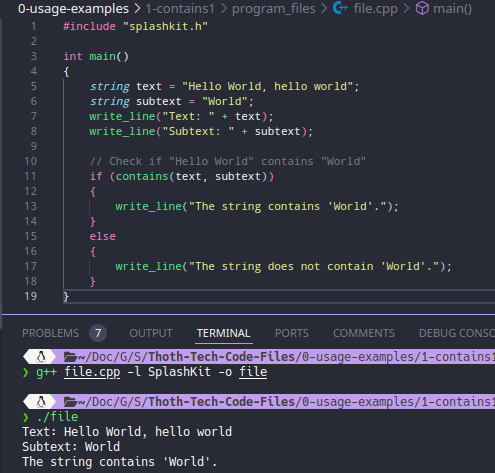 0-usage-examples > 1-contains1 > program_files > file.cpp > main()
1 #include "splashkit.h"
2
3 int main()
4 {
5 string text = "Hello World, hello world";
6 string subtext = "World";
7 write_line("Text: " + text);
8 write_line("Subtext: " + subtext);
9
10 // Check if "Hello World" contains "World"
11 if (contains(text, subtext))
12 {
13 write_line("The string contains 'World'.");
14 }
15 else
16 {
17 write_line("The string does not contain 'World'.");
18 }
19 }
PROBLEMS 7 OUTPUT TERMINAL PORTS COMMENTS DEBUG CONSO
~/Doc/G/S/Thoth-Tech-Code-Files/0-usage-examples/1-contains1
❯ g++ file.cpp -l SplashKit -o file
~/Doc/G/S/Thoth-Tech-Code-Files/0-usage-examples/1-contains1
❯ ./file
Text: Hello World, hello world
Subtext: World
The string contains 'World'.